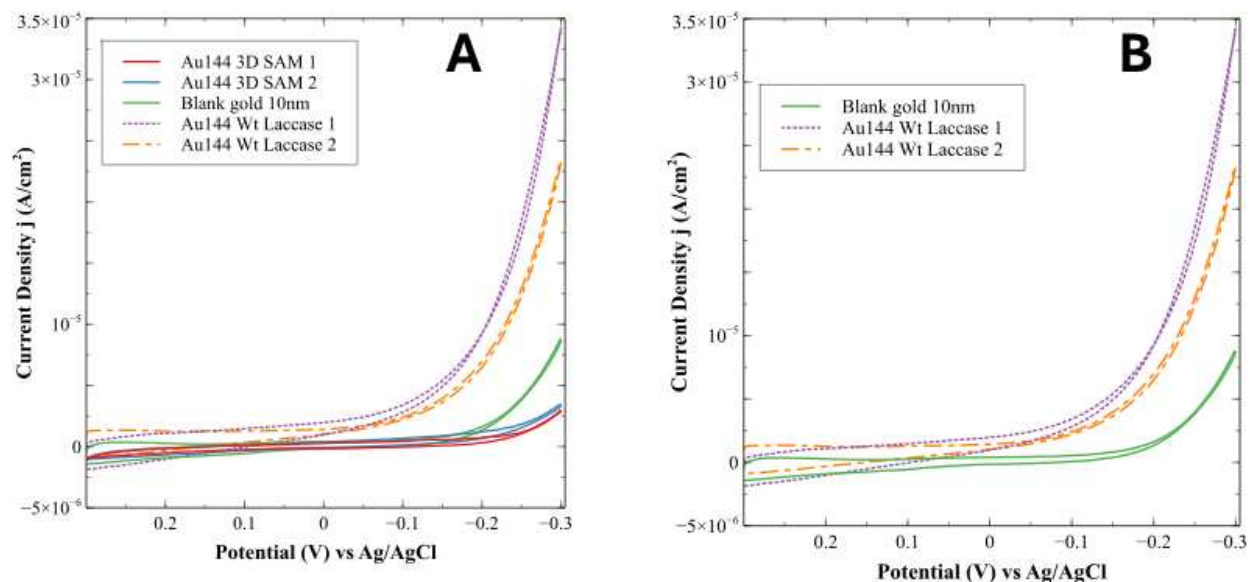 A
Current Density j (A/cm²)
3.5×10⁻⁵
3×10⁻⁵
10⁻⁵
0
−5×10⁻⁶
Au144 3D SAM 1
Au144 3D SAM 2
Blank gold 10nm
Au144 Wt Laccase 1
Au144 Wt Laccase 2
0.2 0.1 0 −0.1 −0.2 −0.3
Potential (V) vs Ag/AgCl
B
Current Density j (A/cm²)
3.5×10⁻⁵
3×10⁻⁵
10⁻⁵
0
−5×10⁻⁶
Blank gold 10nm
Au144 Wt Laccase 1
Au144 Wt Laccase 2
0.2 0.1 0 −0.1 −0.2 −0.3
Potential (V) vs Ag/AgCl